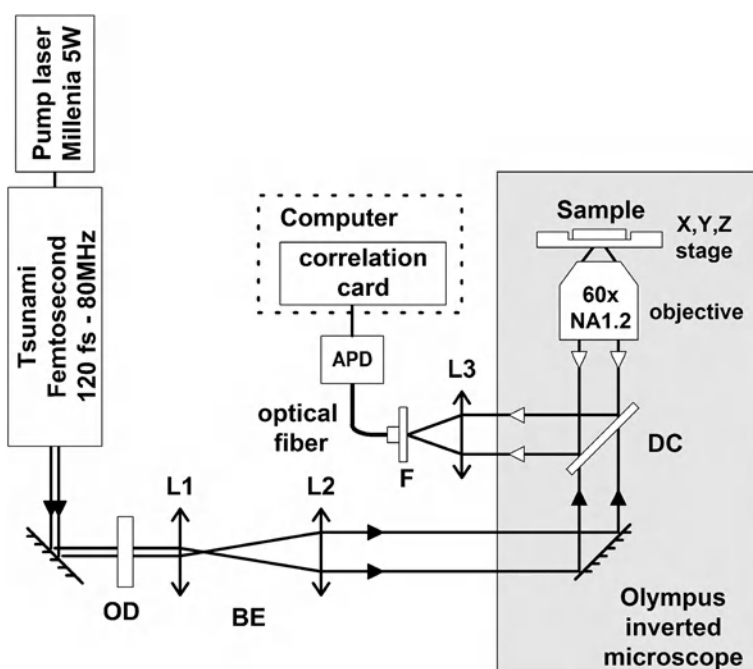 Pump laser
Millenia 5W
Tsunami
Femtosecond
120 fs - 80MHz
Computer
correlation
card
APD
optical
fiber
L3
F
Sample
X,Y,Z
stage
60x
NA1.2
objective
DC
L1
L2
OD
BE
Olympus
inverted
microscope